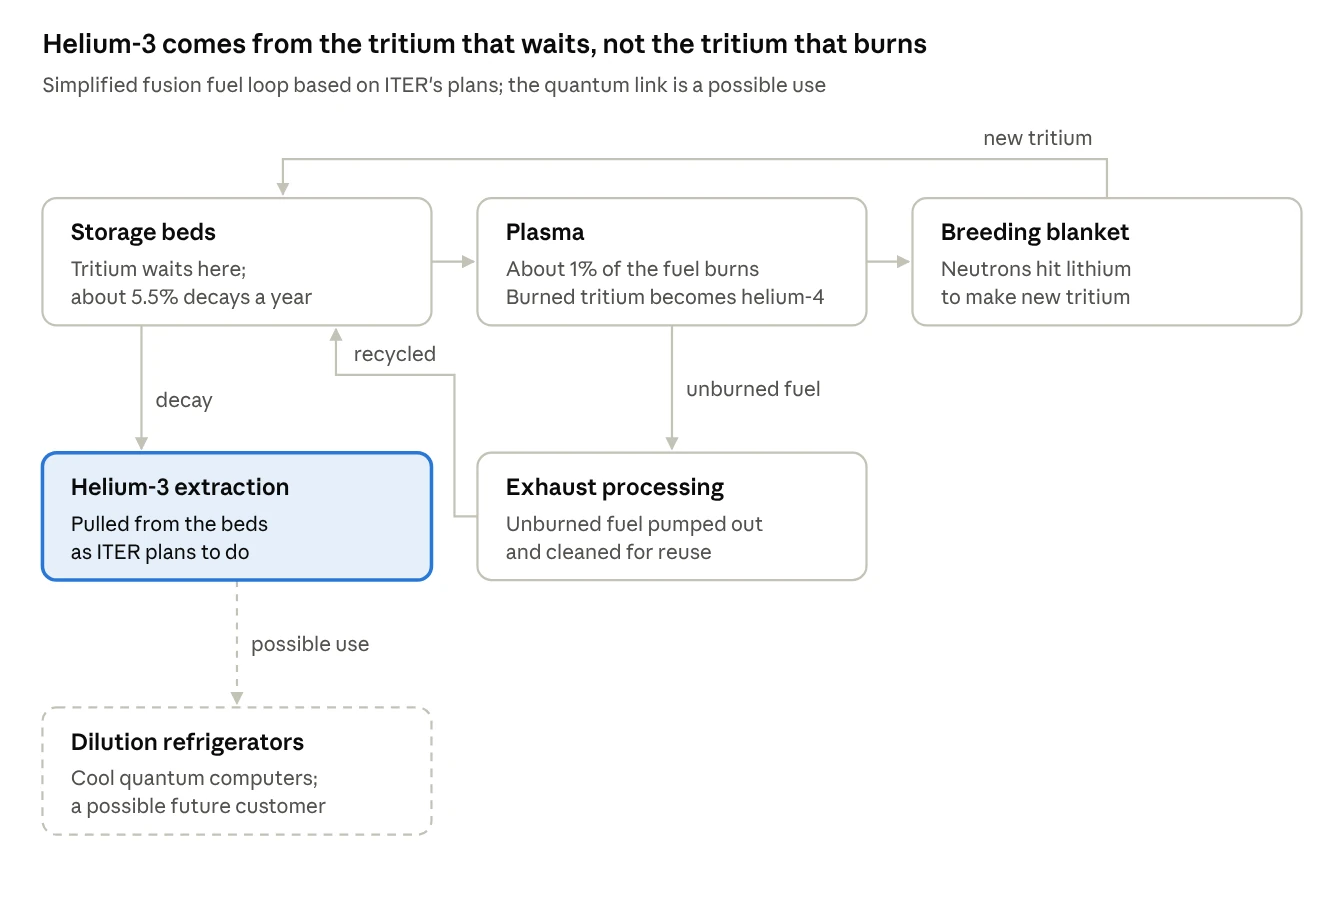 Helium-3 comes from the tritium that waits, not the tritium that burns
Simplified fusion fuel loop based on ITER's plans; the quantum link is a possible use
new tritium
Storage beds
Tritium waits here;
about 5.5% decays a year
Plasma
About 1% of the fuel burns
Burned tritium becomes helium-4
Breeding blanket
Neutrons hit lithium
to make new tritium
recycled
decay
unburned fuel
Helium-3 extraction
Pulled from the beds
as ITER plans to do
Exhaust processing
Unburned fuel pumped out
and cleaned for reuse
possible use
Dilution refrigerators
Cool quantum computers;
a possible future customer